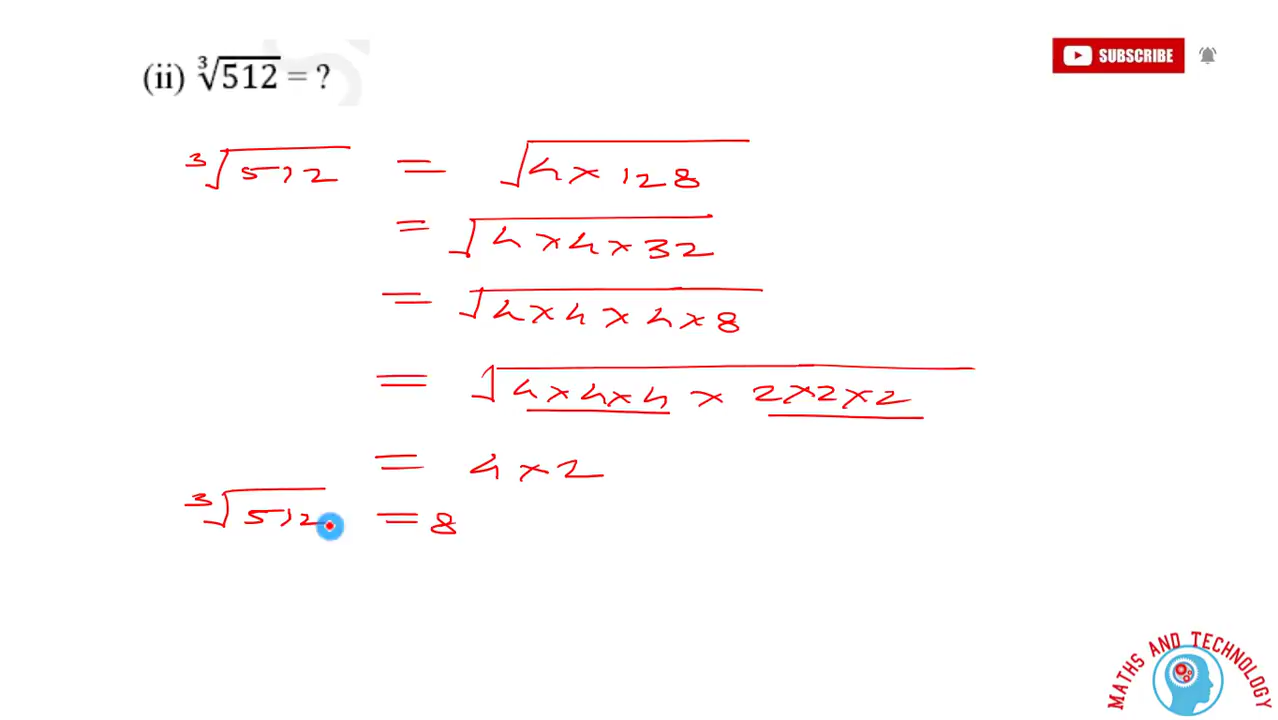 (ii) ∛512 = ?
SUBSCRIBE
∛512 = √4 × 128
= √4 × 4 × 32
= √4 × 4 × 4 × 8
= √4 × 4 × 4 × 2 × 2 × 2
= 4 × 2
∛512 = 8
MATHS AND TECHNOLOGY